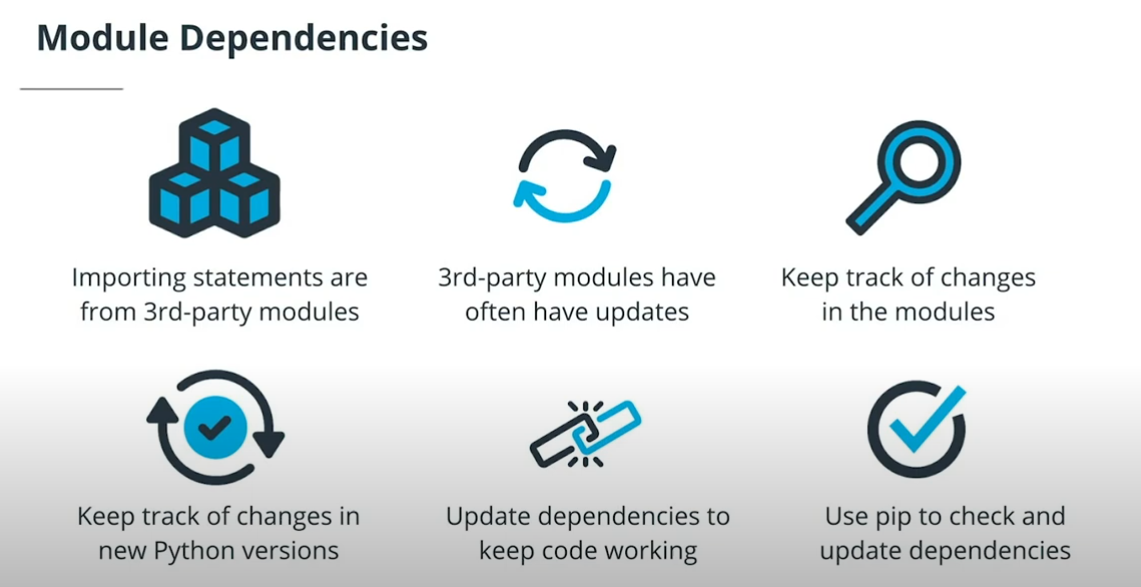 Module Dependencies
Importing statements are
from 3rd-party modules
3rd-party modules have
often have updates
Keep track of changes
in the modules
Keep track of changes in
new Python versions
Update dependencies to
keep code working
Use pip to check and
update dependencies